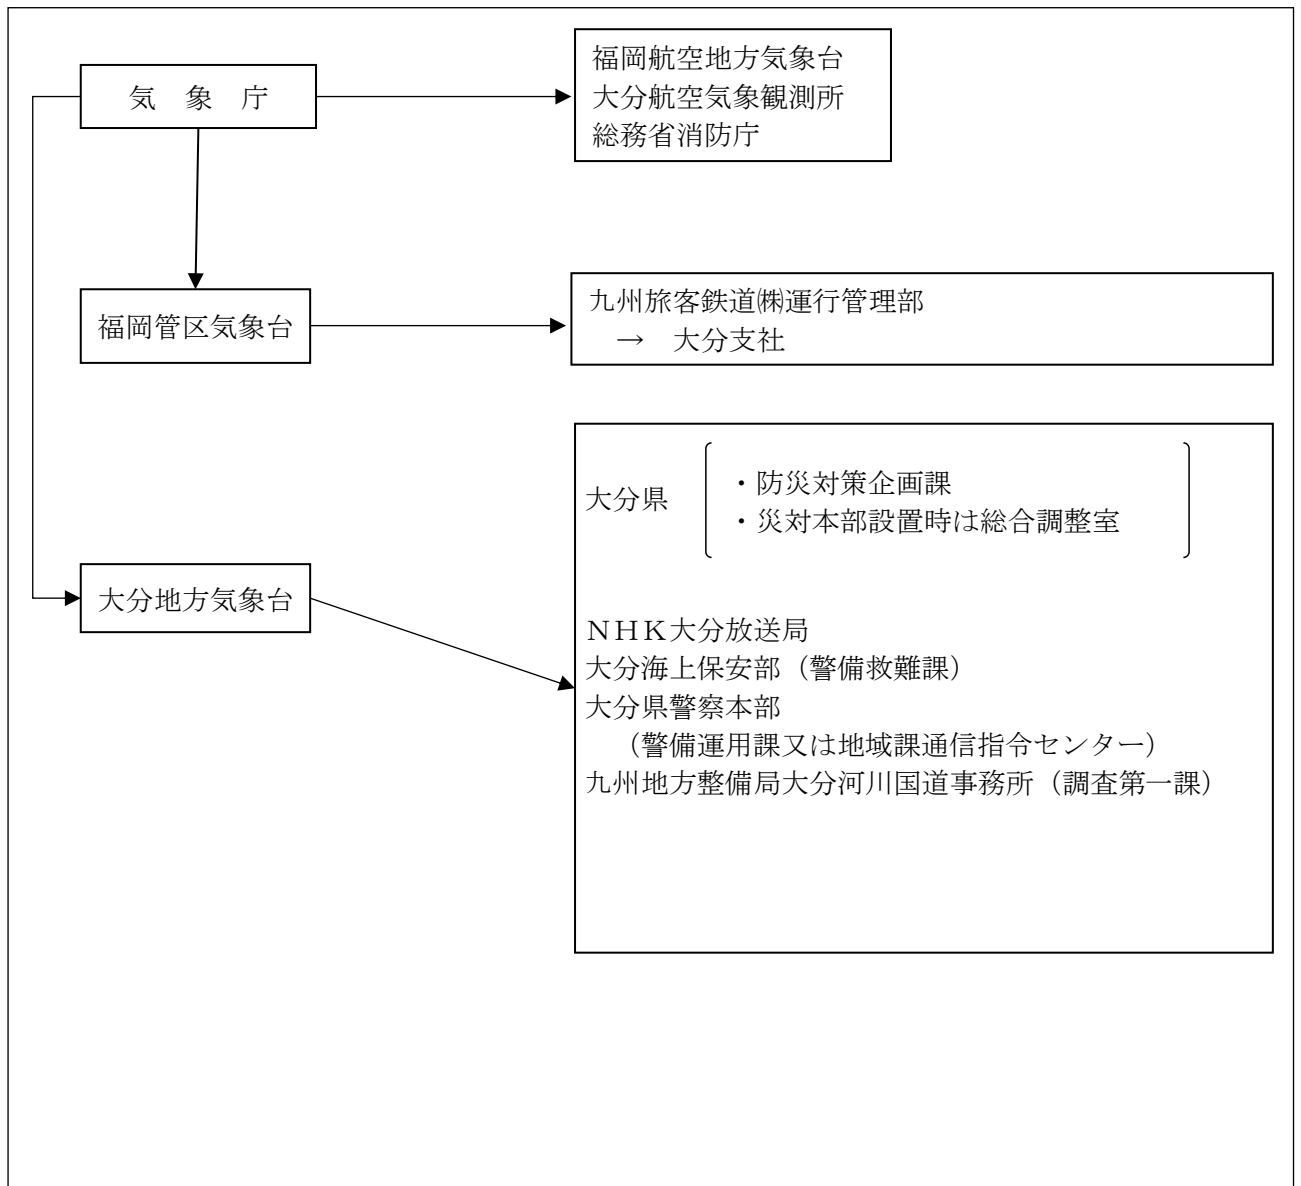 気　象　庁
福岡航空地方気象台
大分航空気象観測所
総務省消防庁
福岡管区気象台
九州旅客鉄道㈱運行管理部
→　大分支社
大分地方気象台
大分県
・防災対策企画課
・災対本部設置時は総合調整室
ＮＨＫ大分放送局
大分海上保安部（警備救難課）
大分県警察本部
（警備運用課又は地域課通信指令センター）
九州地方整備局大分河川国道事務所（調査第一課）